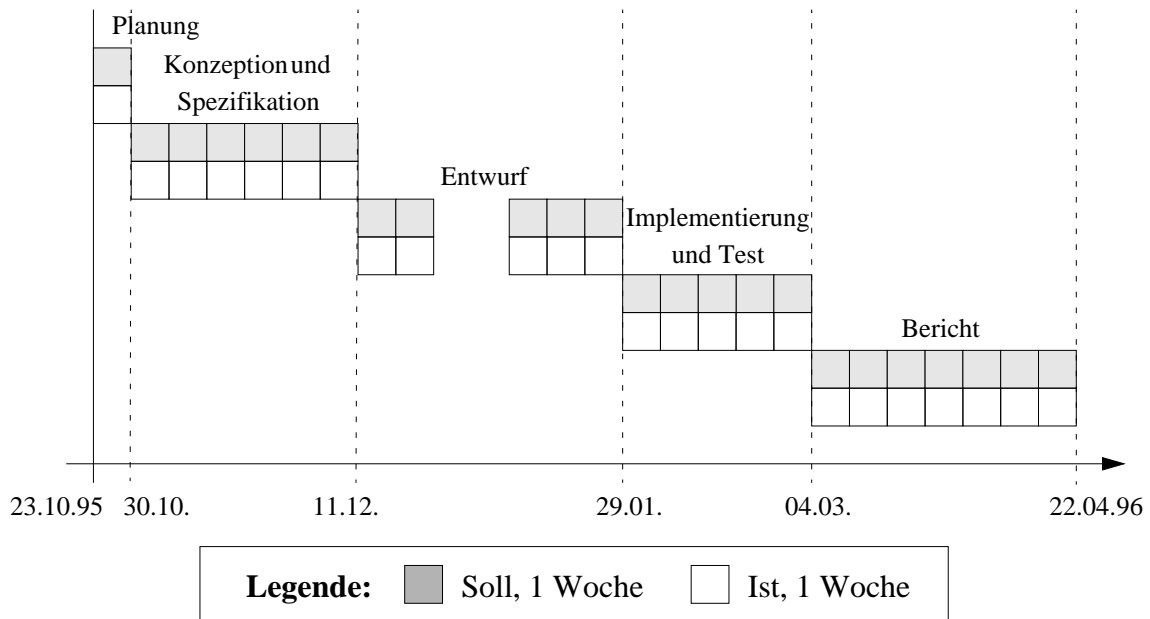 Planung
Konzeption und
Spezifikation
Entwurf
Implementierung
und Test
Bericht
23.10.95 30.10. 11.12. 29.01. 04.03. 22.04.96
Legende: Soll, 1 Woche Ist, 1 Woche